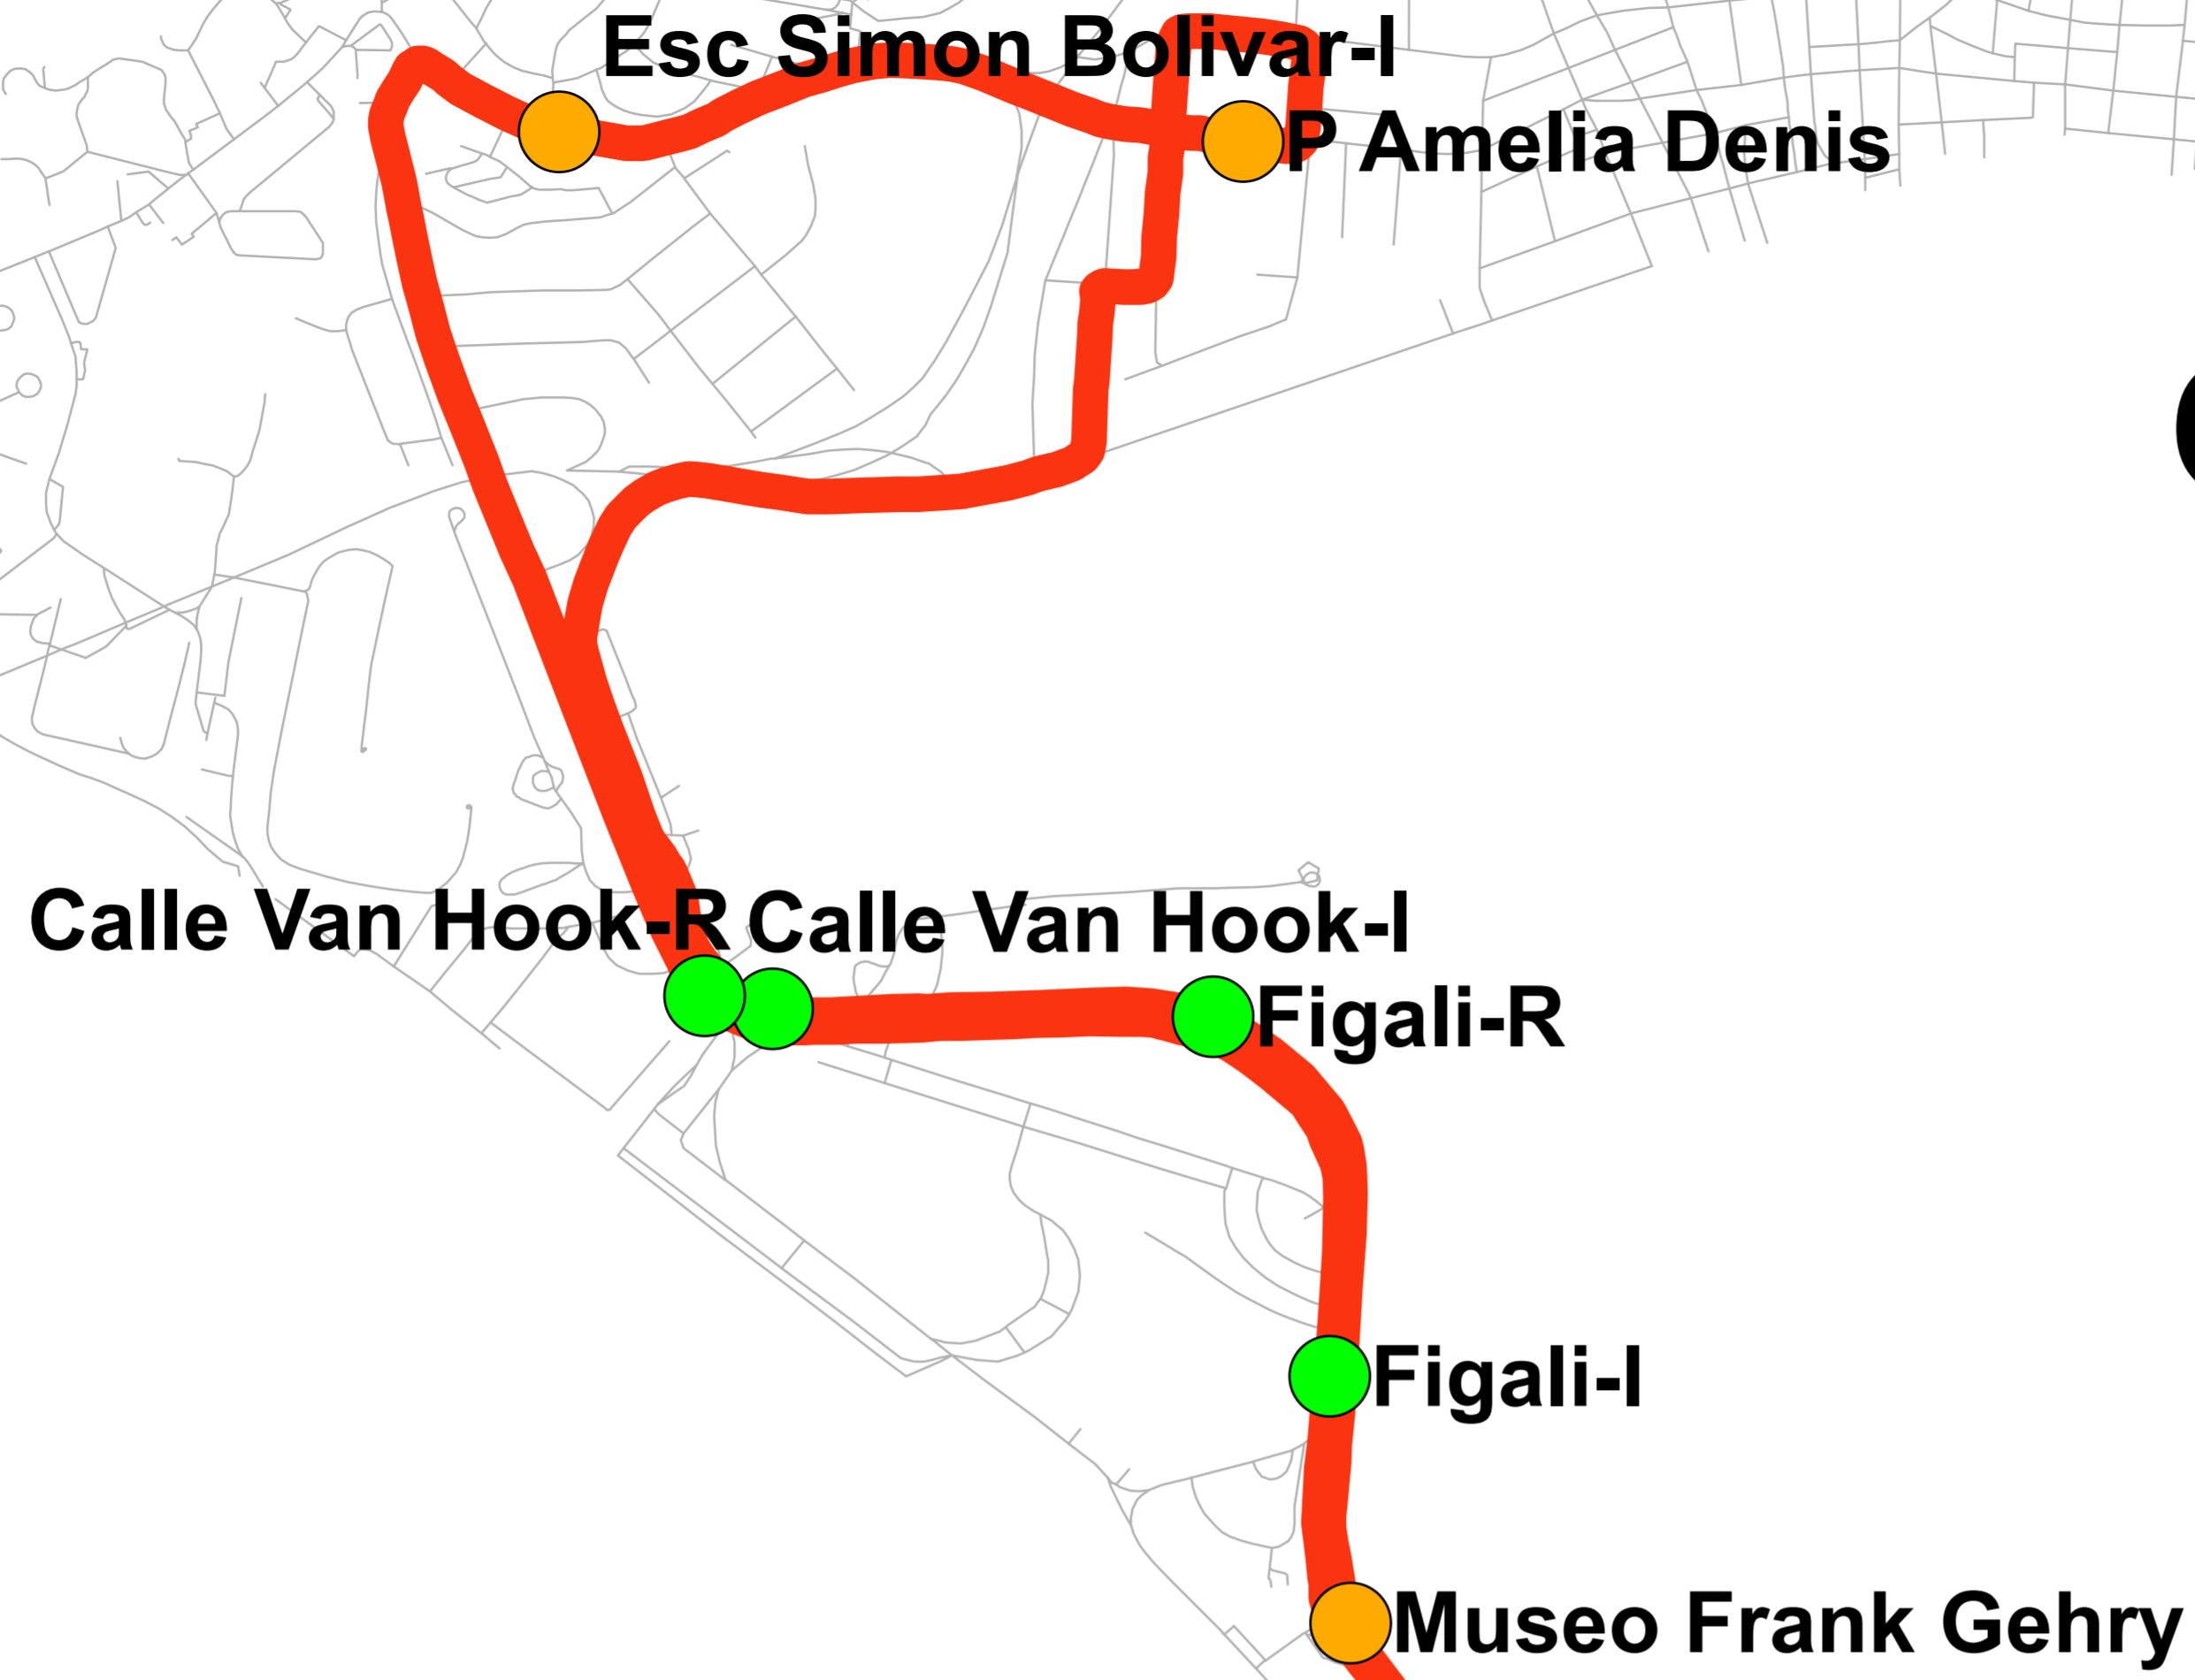 Esc Simon Bolivar-I
P Amelia Denis
Calle Van Hook-R
Calle Van Hook-I
Figali-R
Figali-I
Museo Frank Gehry